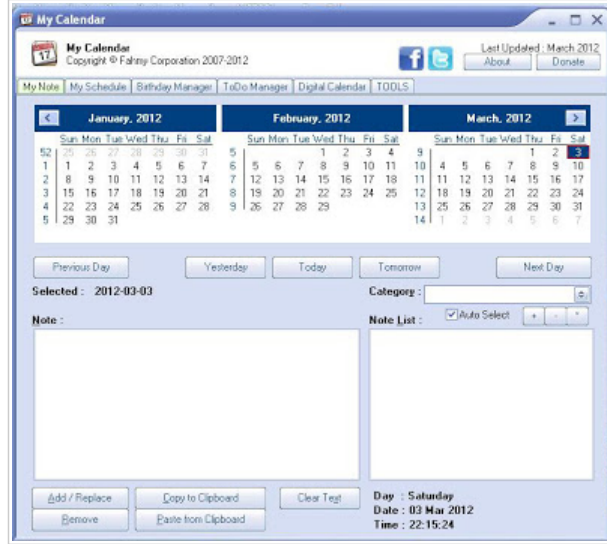 My Calendar
17
My Calendar
Copyright © Fahmy Corporation 2007-2012
f
Last Updated : March 2012
About Donate
My Note My Schedule Birthday Manager ToDo Manager Digital Calendar TOOLS
< January, 2012 February, 2012 March, 2012 >
Sun Mon Tue Wed Thu Fri Sat Sun Mon Tue Wed Thu Fri Sat Sun Mon Tue Wed Thu Fri Sat
52 25 26 27 28 29 30 31 5 1 2 3 4 9 1 2 3
1 1 2 3 4 5 6 7 6 5 6 7 8 9 10 11 10 4 5 6 7 8 9 10
2 8 9 10 11 12 13 14 7 12 13 14 15 16 17 18 11 11 12 13 14 15 16 17
3 15 16 17 18 19 20 21 8 19 20 21 22 23 24 25 12 18 19 20 21 22 23 24
4 22 23 24 25 26 27 28 9 26 27 28 29 13 25 26 27 28 29 30 31
5 29 30 31 14 1 2 3 4 5 6 7
Previous Day Yesterday Today Tomorrow Next Day
Selected : 2012-03-03 Category :
Note : Note List : Auto Select + - *
Add / Replace Copy to Clipboard Clear Text
Remove Paste from Clipboard
Day : Saturday
Date : 03 Mar 2012
Time : 22:15:24